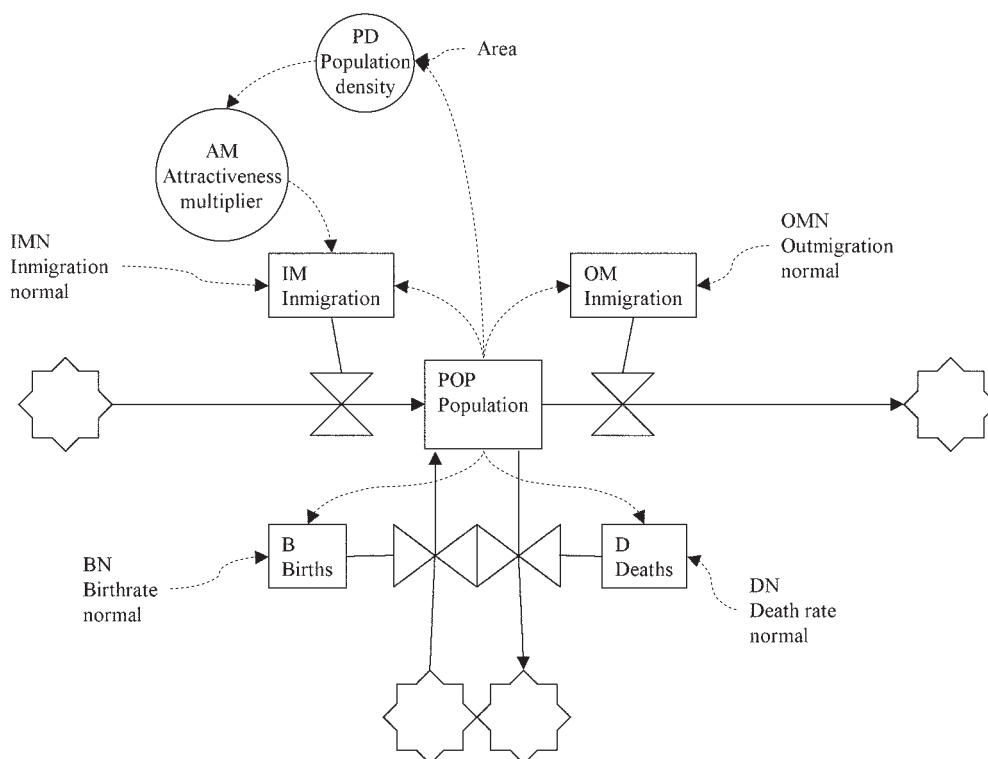 PD
Population
density
Area
AM
Attractiveness
multiplier
IMN
Inmigration
normal
IM
Inmigration
OM
Inmigration
OMN
Outmigration
normal
POP
Population
BN
Birthrate
normal
B
Births
D
Deaths
DN
Death rate
normal